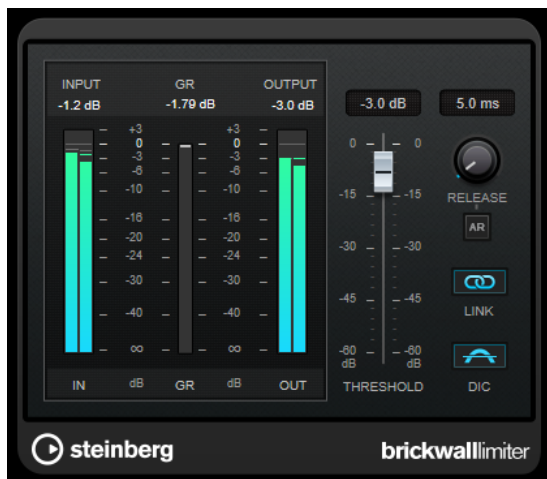 INPUT GR OUTPUT
-1.2 dB -1.79 dB -3.0 dB
-3.0 dB 5.0 ms
+3 +3
0 0
-3 -3
-6 -6
-10 -10
-16 -16
-20 -20
-24 -24
-30 -30
-40 -40
∞ ∞
IN dB GR dB OUT
0 0
-15 -15
-30 -30
-45 -45
-60 -60
dB dB
THRESHOLD
RELEASE
AR
LINK
DIC
steinberg brickwalllimiter